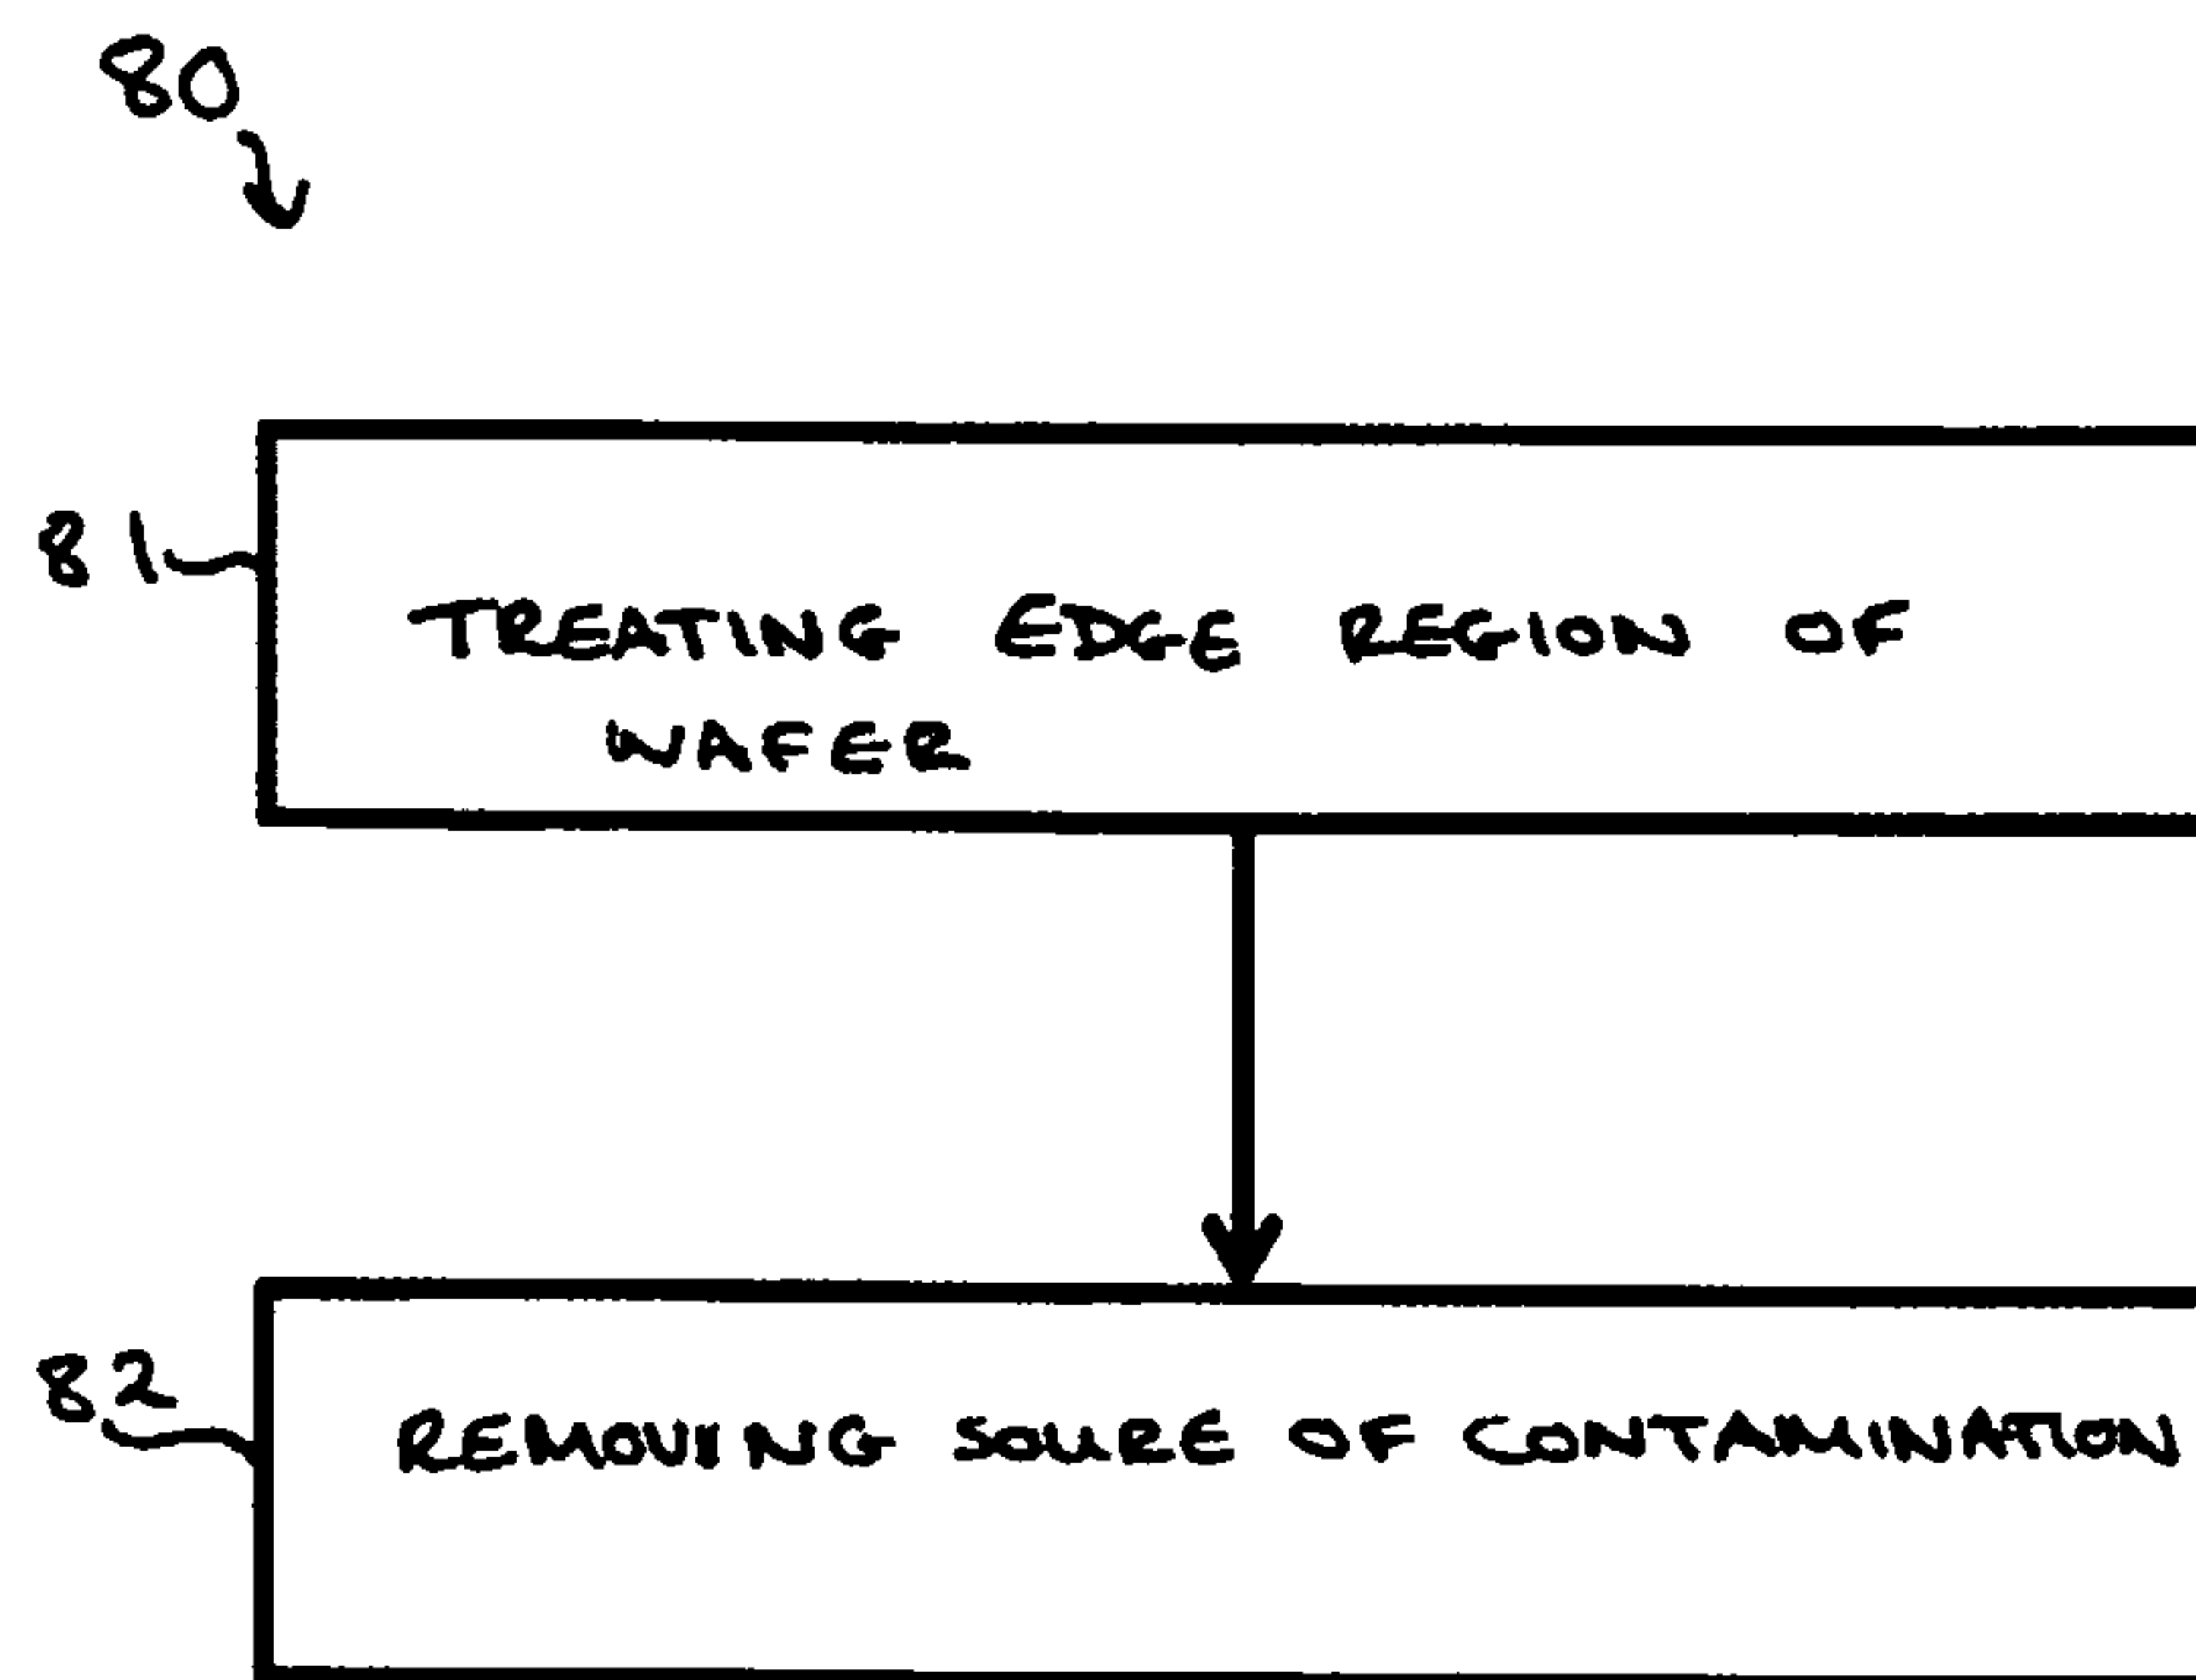 80
81
TREATING EDGE REGION OF
WAFER
82
REMOVING SOURE OF CONTAMINATION